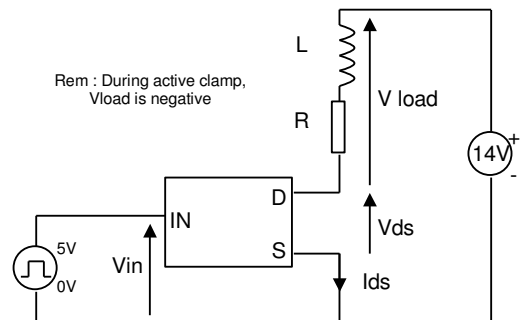 L
Rem : During active clamp,
Vload is negative
V load
R
14V
+
-
D
IN
Vds
S
5V
Vin
Ids
0V